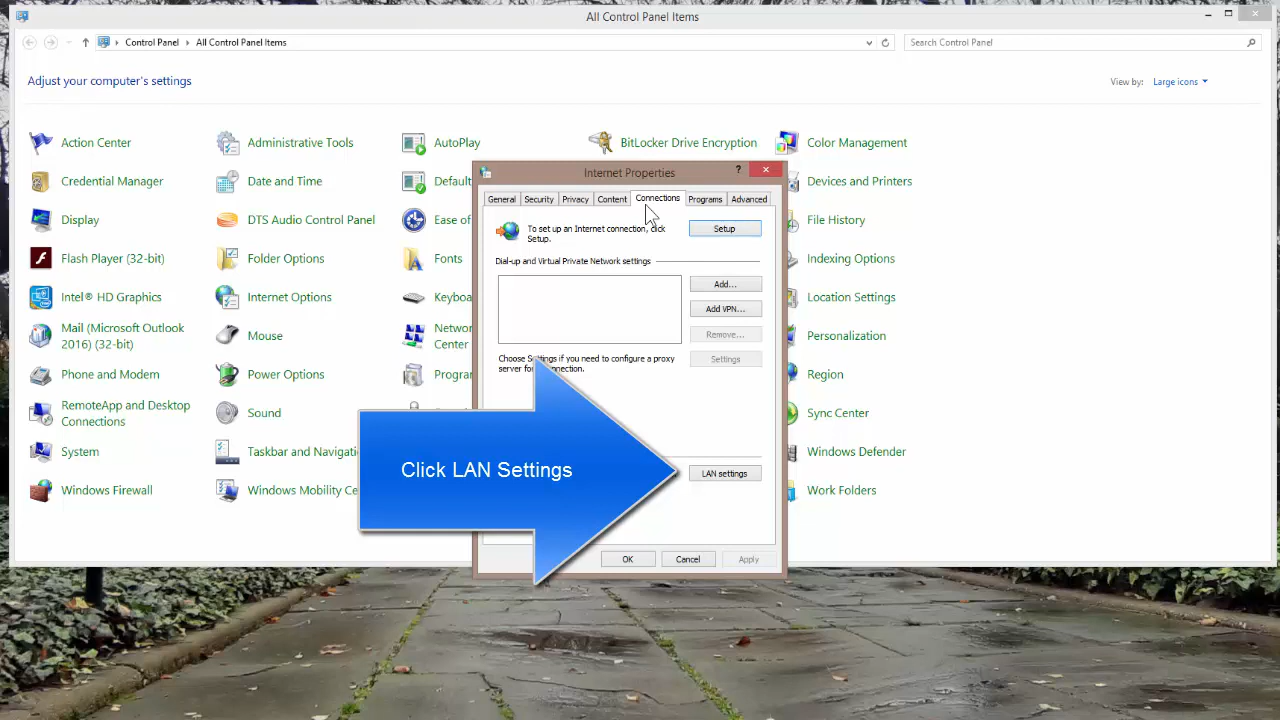 All Control Panel Items
Control Panel
All Control Panel Items
Search Control Panel
Adjust your computer's settings
View by:
Large icons
Action Center
Administrative Tools
AutoPlay
BitLocker Drive Encryption
Color Management
Credential Manager
Date and Time
Default
Devices and Printers
Display
DTS Audio Control Panel
Ease of
File History
Flash Player (32-bit)
Folder Options
Fonts
Indexing Options
Intel® HD Graphics
Internet Options
Keyboa
Location Settings
Mail (Microsoft Outlook
2016) (32-bit)
Mouse
Networ
Center
Personalization
Phone and Modem
Power Options
Program
Region
RemoteApp and Desktop
Connections
Sound
Sync Center
System
Taskbar and Navigati
Windows Defender
Windows Firewall
Windows Mobility Ce
Work Folders
Internet Properties
?
General
Security
Privacy
Content
Connections
Programs
Advanced
To set up an Internet connection, click
Setup.
Setup
Dial-up and Virtual Private Network settings
Add...
Add VPN...
Remove...
Settings
Choose Settings if you need to configure a proxy
server for connection.
Click LAN Settings
LAN settings
OK
Cancel
Apply